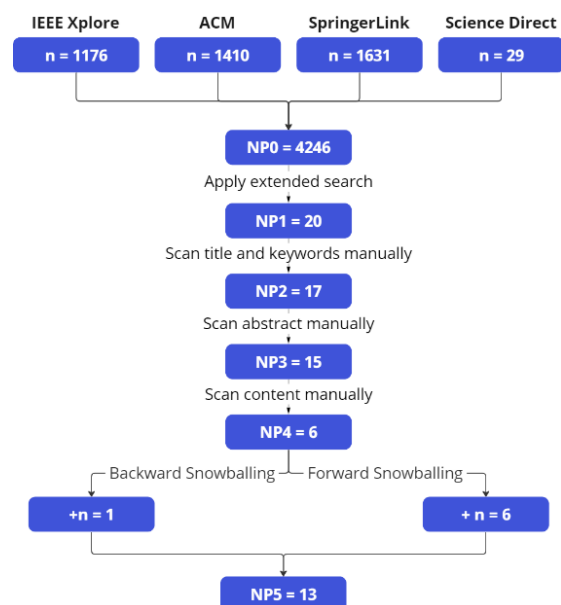 IEEE Xplore ACM SpringerLink Science Direct
n = 1176 n = 1410 n = 1631 n = 29
NP0 = 4246
Apply extended search
NP1 = 20
Scan title and keywords manually
NP2 = 17
Scan abstract manually
NP3 = 15
Scan content manually
NP4 = 6
Backward Snowballing Forward Snowballing
+n = 1 + n = 6
NP5 = 13